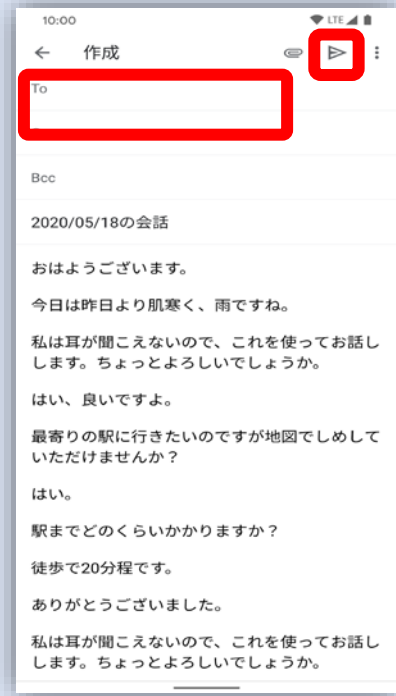 10:00 LTE
作成
To
Bcc
2020/05/18の会話
おはようございます。
今日は昨日より肌寒く、雨ですね。
私は耳が聞こえないので、これを使ってお話し
します。ちょっとよろしいでしょうか。
はい、良いですよ。
最寄りの駅に行きたいのですが地図でしめして
いただけませんか？
はい。
駅までどのくらいかかりますか？
徒歩で20分程です。
ありがとうございました。
私は耳が聞こえないので、これを使ってお話し
します。ちょっとよろしいでしょうか。